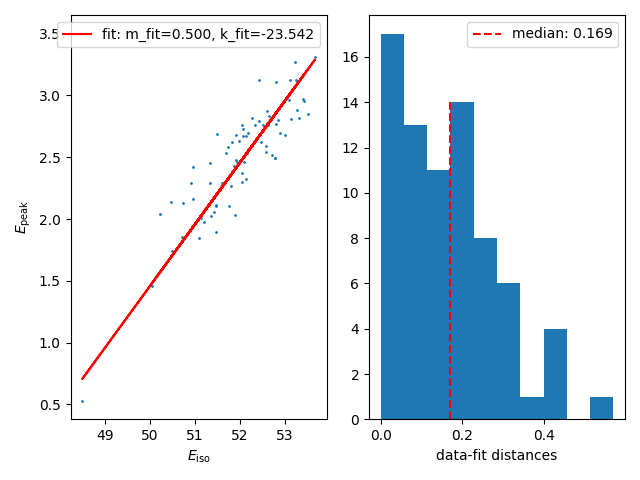 fit: m_fit=0.500, k_fit=-23.542
3.5
3.0
2.5
2.0
1.5
1.0
0.5
E_peak
49 50 51 52 53
E_iso
median: 0.169
16
14
12
10
8
6
4
2
0
0.0 0.2 0.4
data-fit distances